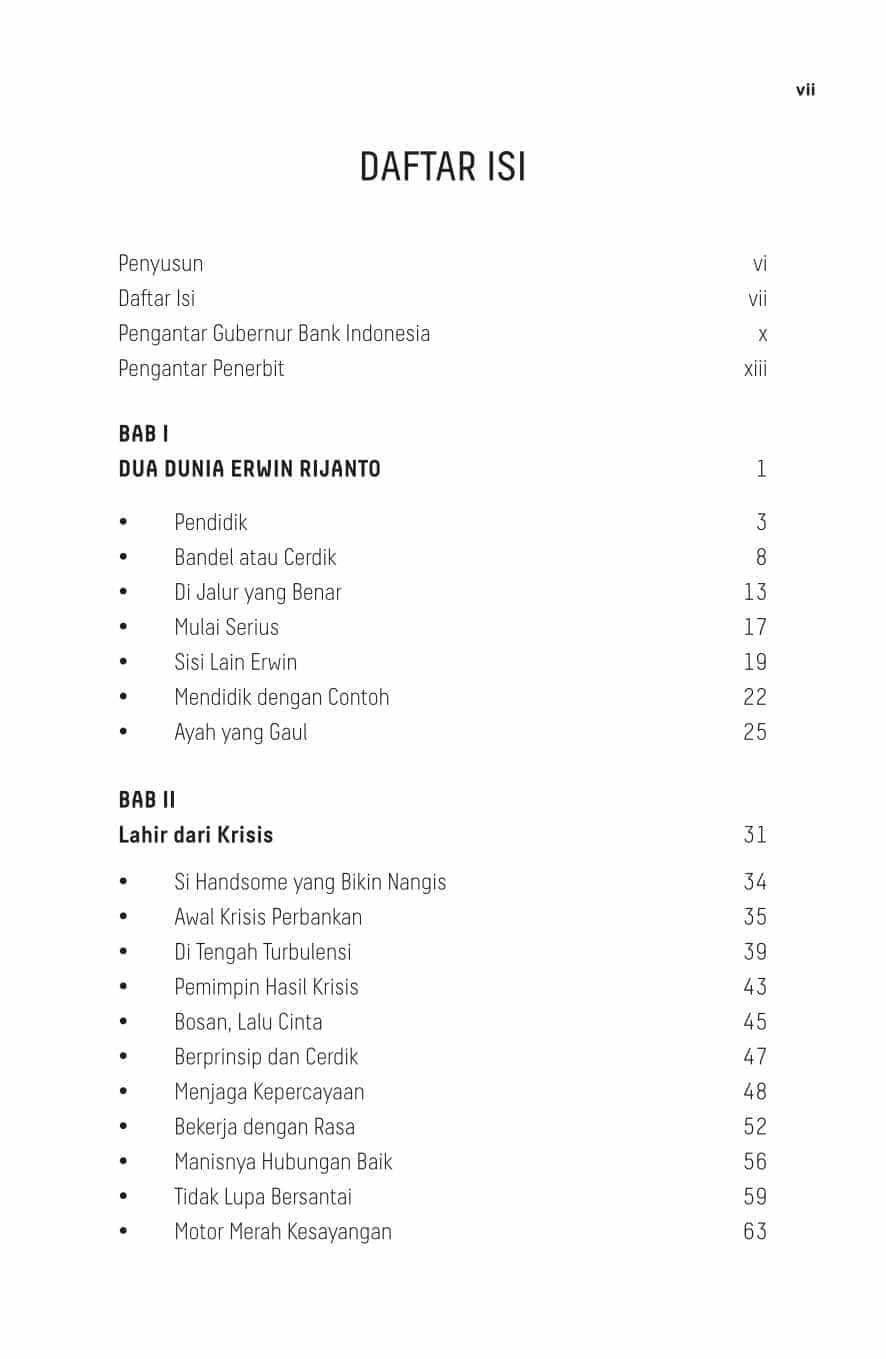 vii
DAFTAR ISI
Penyusun vi
Daftar Isi vii
Pengantar Gubernur Bank Indonesia x
Pengantar Penerbit xiii
BAB I
DUA DUNIA ERWIN RIJANTO 1
• Pendidik 3
• Bandel atau Cerdik 8
• Di Jalur yang Benar 13
• Mulai Serius 17
• Sisi Lain Erwin 19
• Mendidik dengan Contoh 22
• Ayah yang Gaul 25
BAB II
Lahir dari Krisis 31
• Si Handsome yang Bikin Nangis 34
• Awal Krisis Perbankan 35
• Di Tengah Turbulensi 39
• Pemimpin Hasil Krisis 43
• Bosan, Lalu Cinta 45
• Berprinsip dan Cerdik 47
• Menjaga Kepercayaan 48
• Bekerja dengan Rasa 52
• Manisnya Hubungan Baik 56
• Tidak Lupa Bersantai 59
• Motor Merah Kesayangan 63